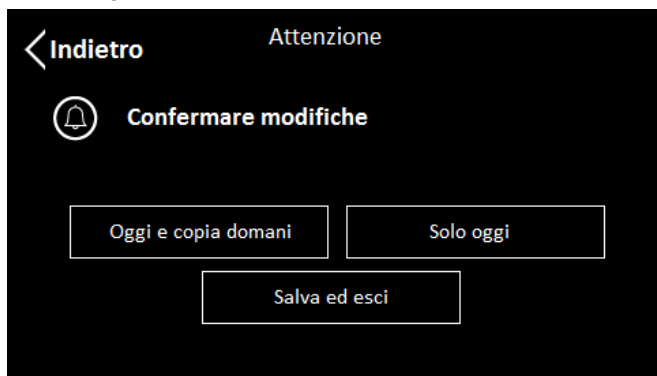 Attenzione
Indietro
Confermare modifiche
Oggi e copia domani
Solo oggi
Salva ed esci